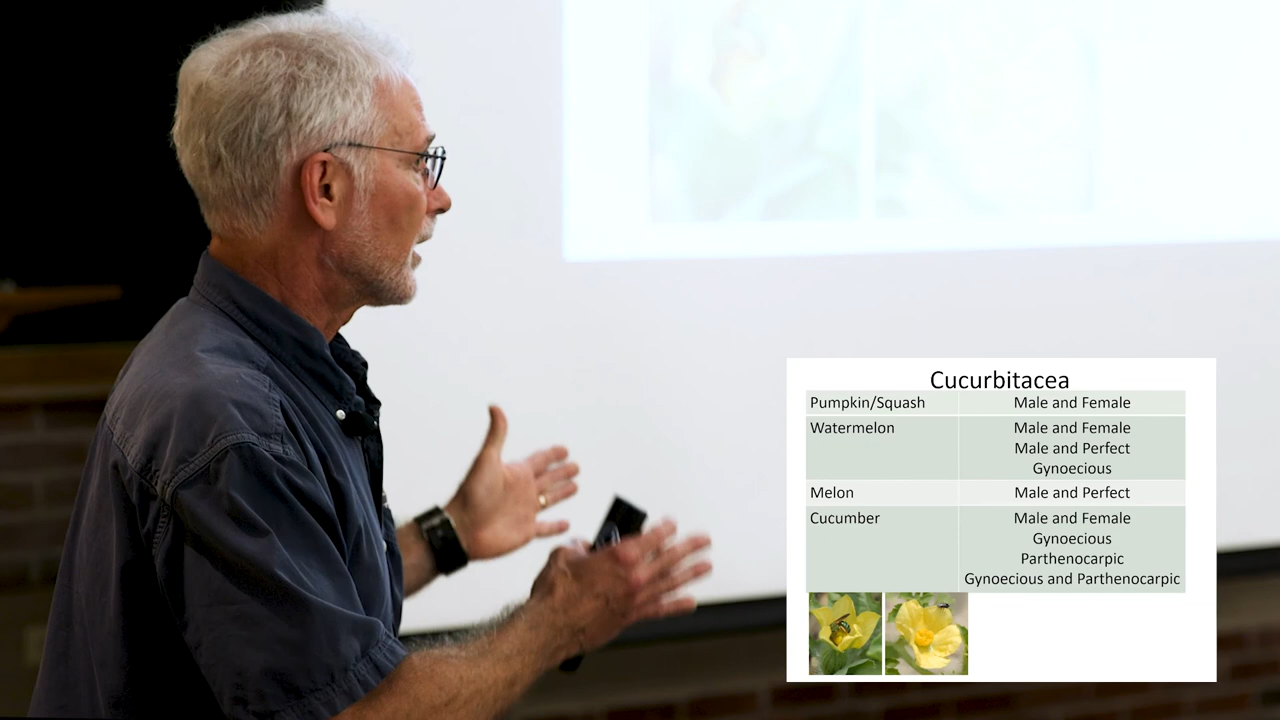 Cucurbitacea
Pumpkin/Squash Male and Female
Watermelon Male and Female
Male and Perfect
Gynoecious
Melon Male and Perfect
Cucumber Male and Female
Gynoecious
Parthenocarpic
Gynoecious and Parthenocarpic